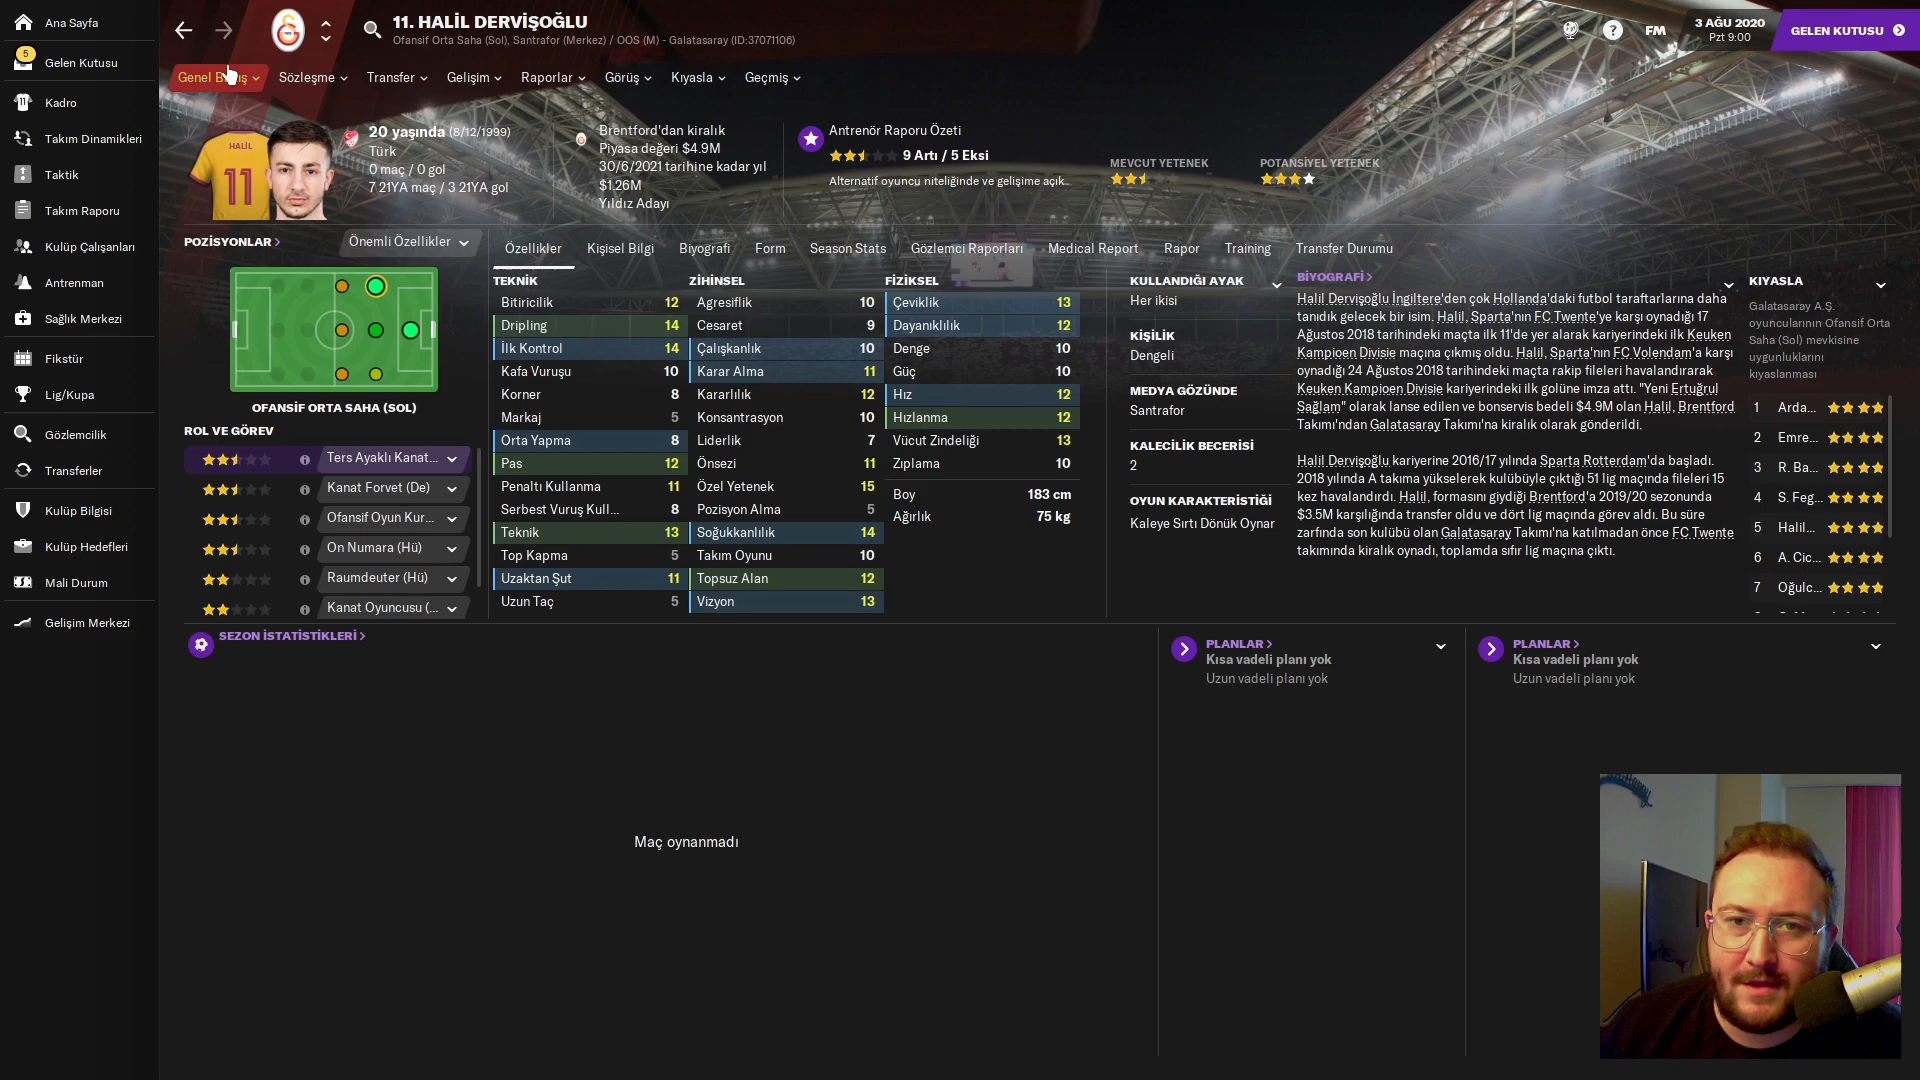 Ana Sayfa
5
Gelen Kutusu
Kadro
Takım Dinamikleri
Taktik
Takım Raporu
Kulüp Çalışanları
Antrenman
Sağlık Merkezi
Fikstür
Lig/Kupa
Gözlemcilik
Transferler
Kulüp Bilgisi
Kulüp Hedefleri
Mali Durum
Gelişim Merkezi
11. HALİL DERVİŞOĞLU
Ofansif Orta Saha (Sol), Santrafor (Merkez) / OOS (M) - Galatasaray (ID:37071106)
FM
3 AĞU 2020
Pzt 9:00
GELEN KUTUSU
Sözleşme
Transfer
Gelişim
Raporlar
Görüş
Kıyasla
Geçmiş
HALİL
11
20 yaşında (8/12/1999)
Türk
0 maç / 0 gol
7 21YA maç / 3 21YA gol
Brentford'dan kiralık
Piyasa değeri $4.9M
30/6/2021 tarihine kadar yıl
$1.26M
Yıldız Adayı
Antrenör Raporu Özeti
9 Artı / 5 Eksi
Alternatif oyuncu niteliğinde ve gelişime açık..
MEVCUT YETENEK
POTANSİYEL YETENEK
POZİSYONLAR
Önemli Özellikler
OFANSİF ORTA SAHA (SOL)
ROL VE GÖREV
Ters Ayaklı Kanat...
Kanat Forvet (De)
Ofansif Oyun Kur...
On Numara (Hü)
Raumdeuter (Hü)
Kanat Oyuncusu (...
Özellikler
Kişisel Bilgi
Biyografi
Form
Season Stats
Gözlemci Raporları
Medical Report
Rapor
Training
Transfer Durumu
TEKNİK
Bitiricilik 12
Dripling 14
İlk Kontrol 14
Kafa Vuruşu 10
Korner 8
Markaj 5
Orta Yapma 8
Pas 12
Penaltı Kullanma 11
Serbest Vuruş Kull... 8
Teknik 13
Top Kapma 5
Uzaktan Şut 11
Uzun Taç 5
ZİHİNSEL
Agresiflik 10
Cesaret 9
Çalışkanlık 10
Karar Alma 11
Kararlılık 12
Konsantrasyon 10
Liderlik 7
Önsezi 11
Özel Yetenek 15
Pozisyon Alma 5
Soğukkanlılık 14
Takım Oyunu 10
Topsuz Alan 12
Vizyon 13
FİZİKSEL
Çeviklik 13
Dayanıklılık 12
Denge 10
Güç 10
Hız 12
Hızlanma 12
Vücut Zindeliği 13
Zıplama 10
Boy 183 cm
Ağırlık 75 kg
KULLANDIĞI AYAK
Her ikisi
KİŞİLİK
Dengeli
MEDYA GÖZÜNDE
Santrafor
KALECİLİK BECERİSİ
2
OYUN KARAKTERİSTİĞİ
Kaleye Sırtı Dönük Oynar
BİYOGRAFİ
Halil Dervişoğlu İngiltere'den çok Hollanda'daki futbol taraftarlarına daha
tanıdık gelecek bir isim. Halil, Sparta'nın FC Twente'ye karşı oynadığı 17
Ağustos 2018 tarihindeki maçta ilk 11'de yer alarak kariyerindeki ilk Keuken
Kampioen Divisie maçına çıkmış oldu. Halil, Sparta'nın FC Volendam'a karşı
oynadığı 24 Ağustos 2018 tarihindeki maçta rakip fileleri havalandırarak
Keuken Kampioen Divisie kariyerindeki ilk golüne imza attı. "Yeni Ertuğrul
Sağlam" olarak lanse edilen ve bonservis bedeli $4.9M olan Halil, Brentford
Takımı'ndan Galatasaray Takımı'na kiralık olarak gönderildi.
Halil Dervişoğlu kariyerine 2016/17 yılında Sparta Rotterdam'da başladı.
2018 yılında A takıma yükselerek kulübüyle çıktığı 51 lig maçında fileleri 15
kez havalandırdı. Halil, formasını giydiği Brentford'a 2019/20 sezonunda
$3.5M karşılığında transfer oldu ve dört lig maçında görev aldı. Bu süre
zarfında son kulübü olan Galatasaray Takımı'na katılmadan önce FC Twente
takımında kiralık oynadı, toplamda sıfır lig maçına çıktı.
KIYASLA
Galatasaray A.Ş.
oyuncularının Ofansif Orta
Saha (Sol) mevkisine
uygunluklarını
kıyaslanması
1 Arda...
2 Emre...
3 R. Ba...
4 S. Feg...
5 Halil...
6 A. Cic...
7 Oğulc...
SEZON İSTATİSTİKLERİ
Maç oynanmadı
PLANLAR
Kısa vadeli planı yok
Uzun vadeli planı yok
PLANLAR
Kısa vadeli planı yok
Uzun vadeli planı yok